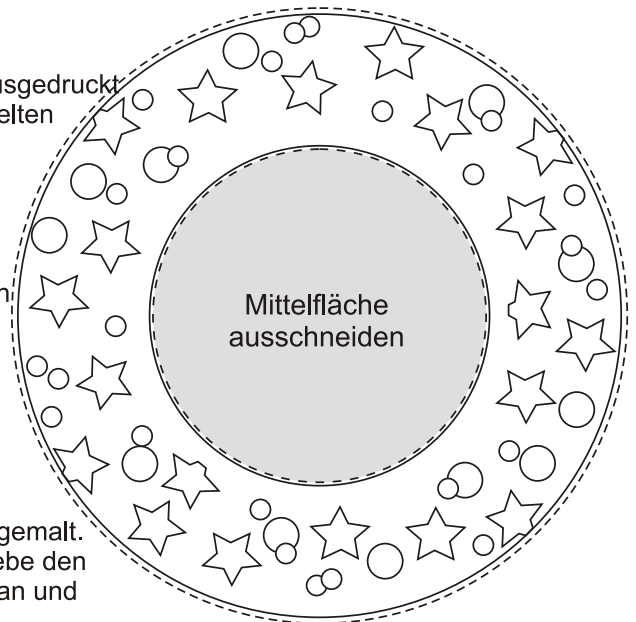 usgedruckt
elten
n
Mittelfläche
ausschneiden
gemalt.
ebe den
an und